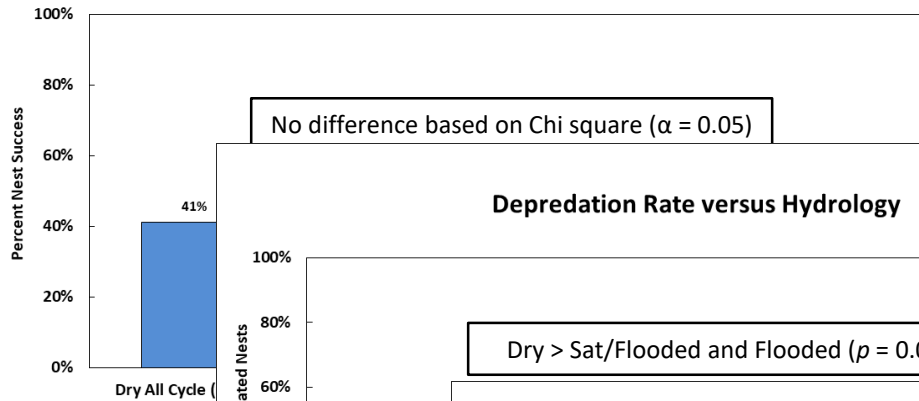 100%
80%
60%
40%
20%
0%
Percent Nest Success
No difference based on Chi square (α = 0.05)
41%
Dry All Cycle (
Depredation Rate versus Hydrology
100%
80%
60%
Nests
Dry > Sat/Flooded and Flooded (p = 0.0